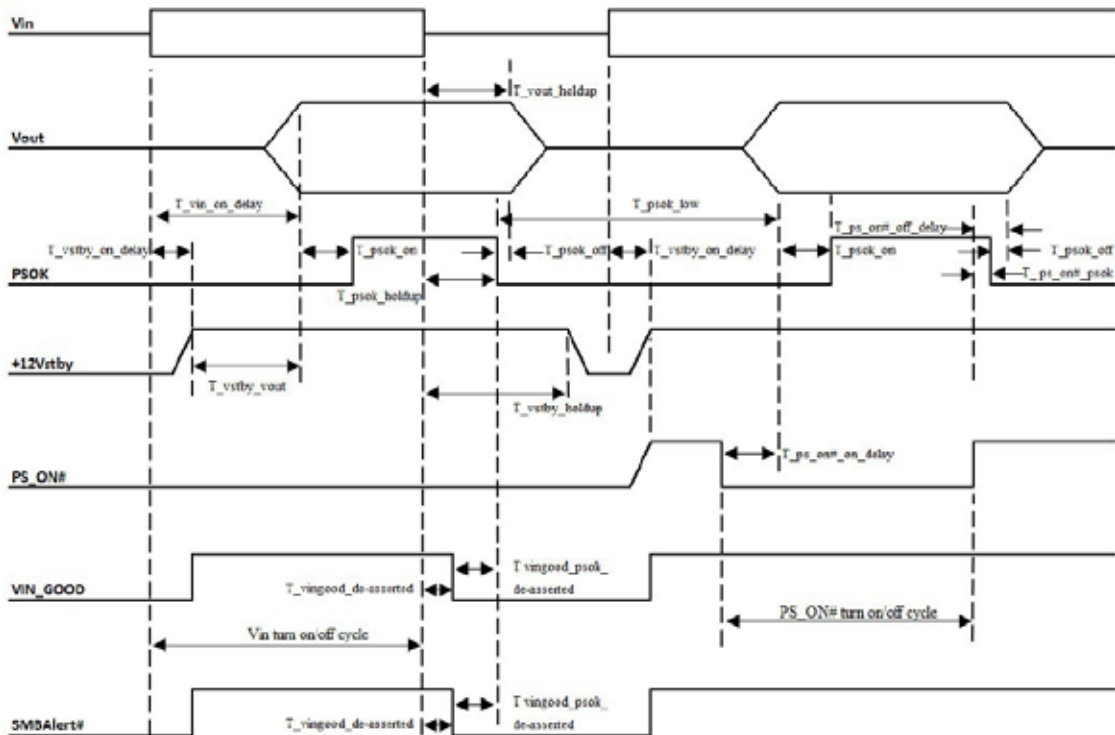 Vin
T_vout_holdup
Vout
T_vin_on_delay
T_psok_low
T_vstby_on_delay
T_psok_on
T_psok_off
T_vstby_on_delay
T_ps_on#_off_delay
T_psok_on
T_psok_off
PSOK
T_psok_holdup
T_ps_on#_psok
+12Vstby
T_vstby_vout
T_vstby_holdup
PS_ON#
T_ps_on#_on_delay
VIN_GOOD
T_vingood_de-asserted
T vingood_psok_
de-asserted
Vin turn on/off cycle
PS_ON# turn on/off cycle
SMBAlert#
T_vingood_de-asserted
T vingood_psok_
de-asserted